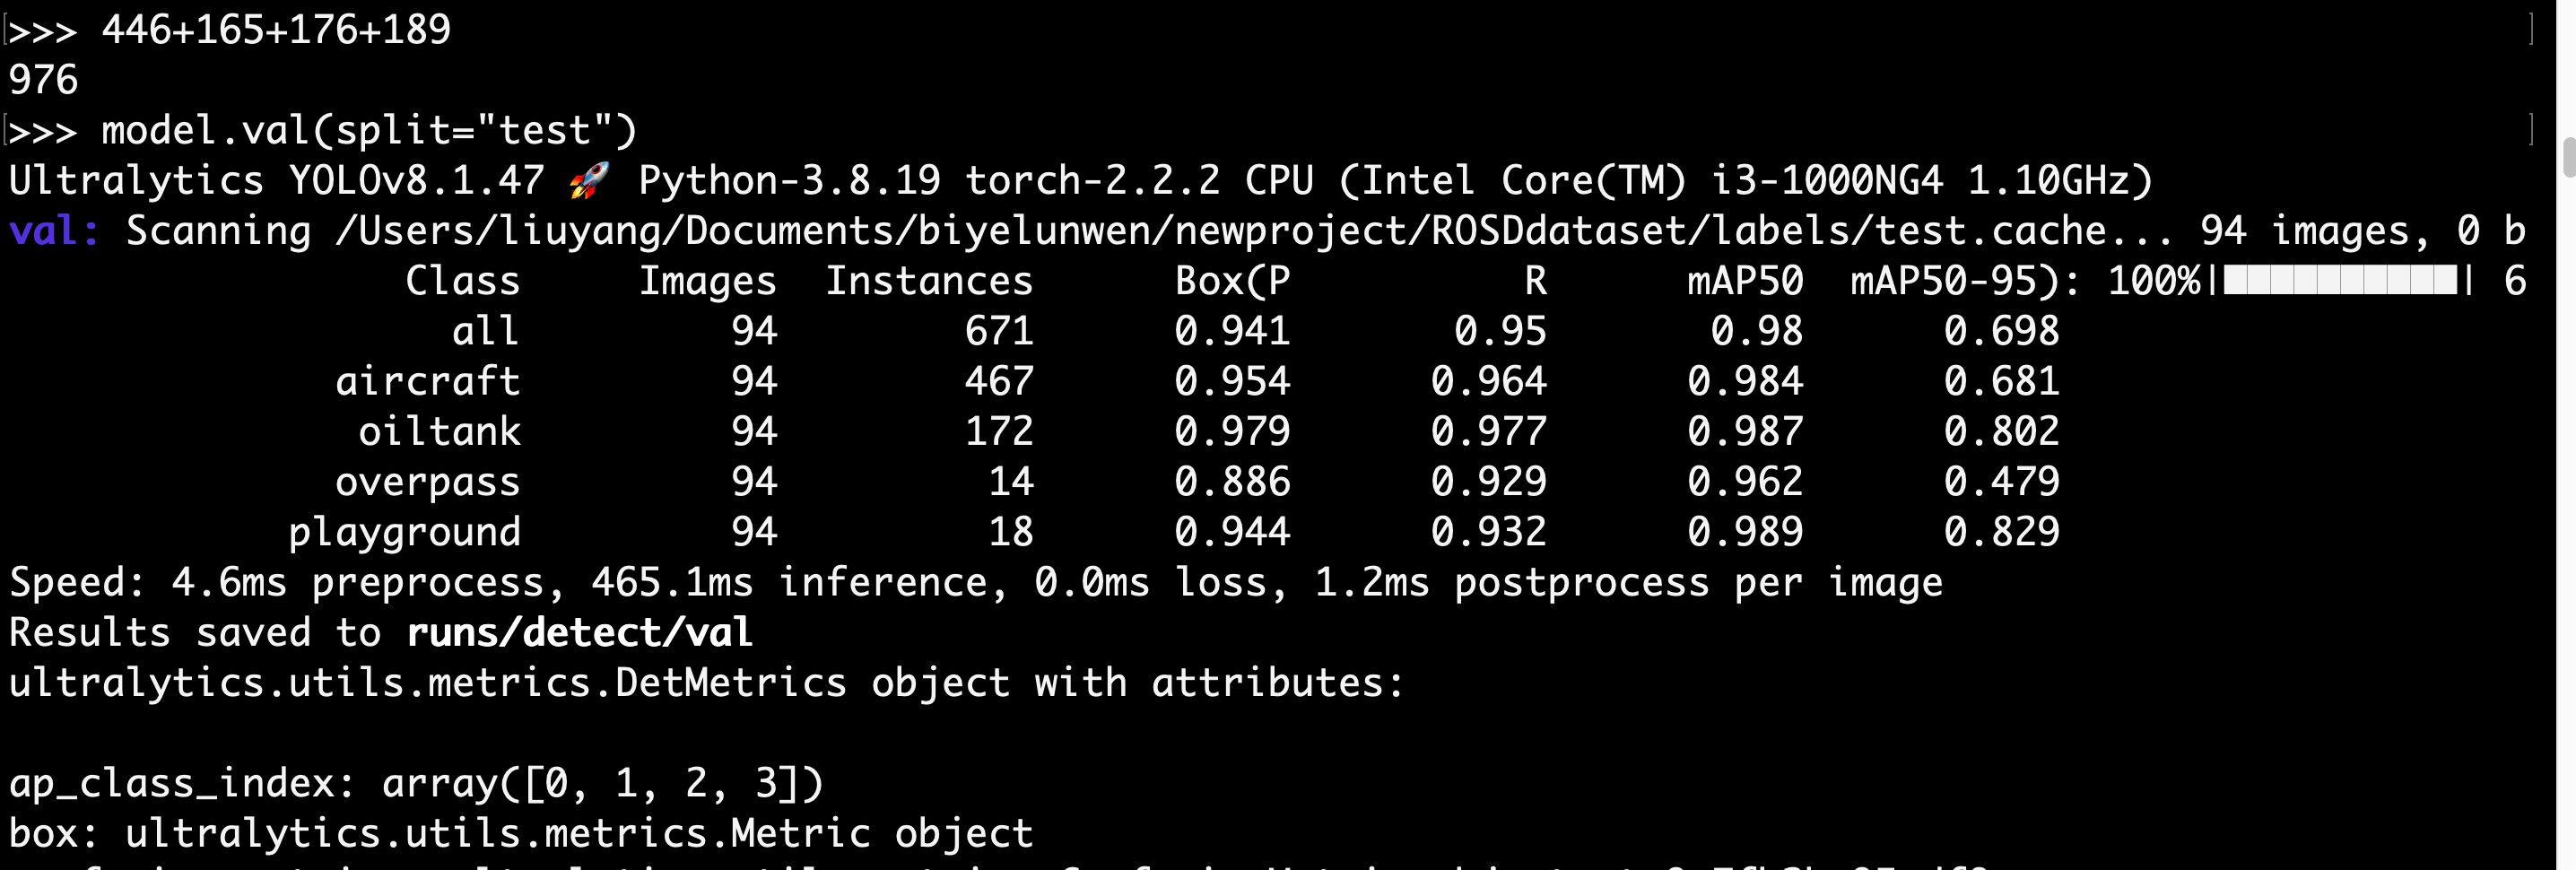 >>> 446+165+176+189
976
>>> model.val(split="test")
Ultralytics YOLOv8.1.47 🚀 Python-3.8.19 torch-2.2.2 CPU (Intel Core(TM) i3-1000NG4 1.10GHz)
val: Scanning /Users/liuyang/Documents/biyelunwen/newproject/ROSDdataset/labels/test.cache... 94 images, 0 b
Class Images Instances Box(P R mAP50 mAP50-95): 100%|██████████| 6
all 94 671 0.941 0.95 0.98 0.698
aircraft 94 467 0.954 0.964 0.984 0.681
oiltank 94 172 0.979 0.977 0.987 0.802
overpass 94 14 0.886 0.929 0.962 0.479
playground 94 18 0.944 0.932 0.989 0.829
Speed: 4.6ms preprocess, 465.1ms inference, 0.0ms loss, 1.2ms postprocess per image
Results saved to runs/detect/val
ultralytics.utils.metrics.DetMetrics object with attributes:
ap_class_index: array([0, 1, 2, 3])
box: ultralytics.utils.metrics.Metric object